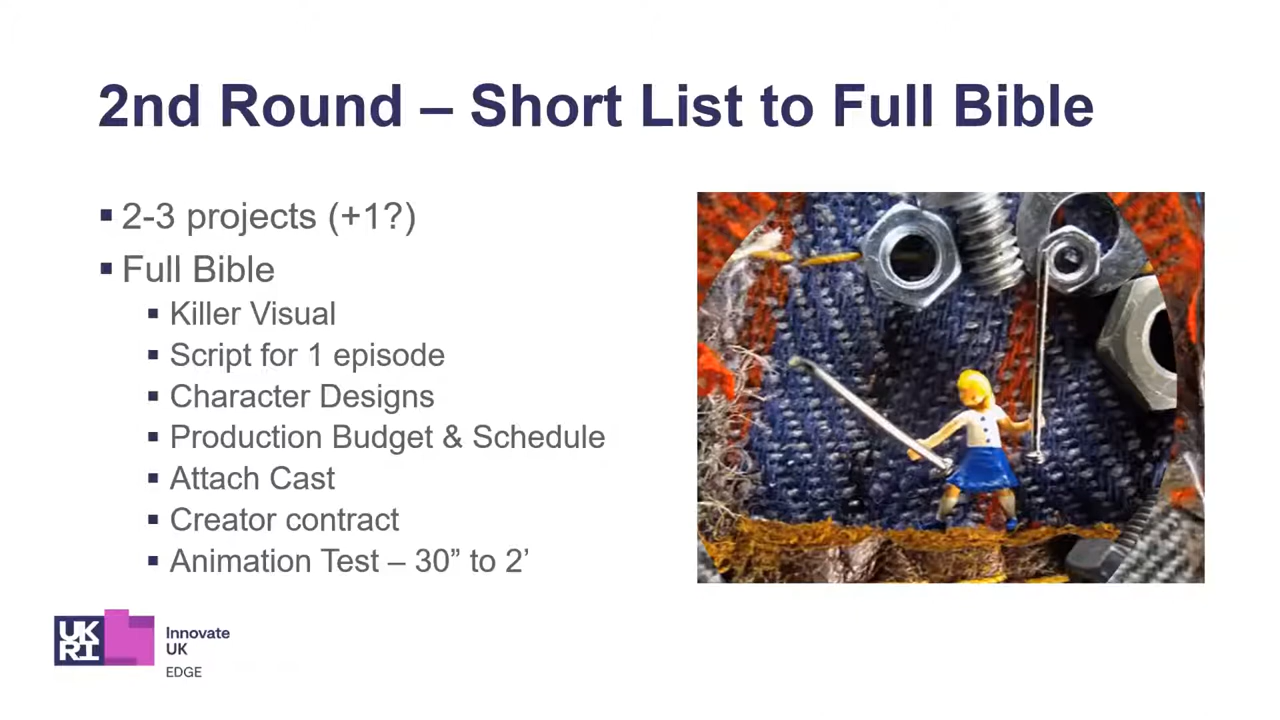 2nd Round – Short List to Full Bible
▪ 2-3 projects (+1?)
▪ Full Bible
▪ Killer Visual
▪ Script for 1 episode
▪ Character Designs
▪ Production Budget & Schedule
▪ Attach Cast
▪ Creator contract
▪ Animation Test – 30” to 2’
UK
RI
Innovate
UK
EDGE